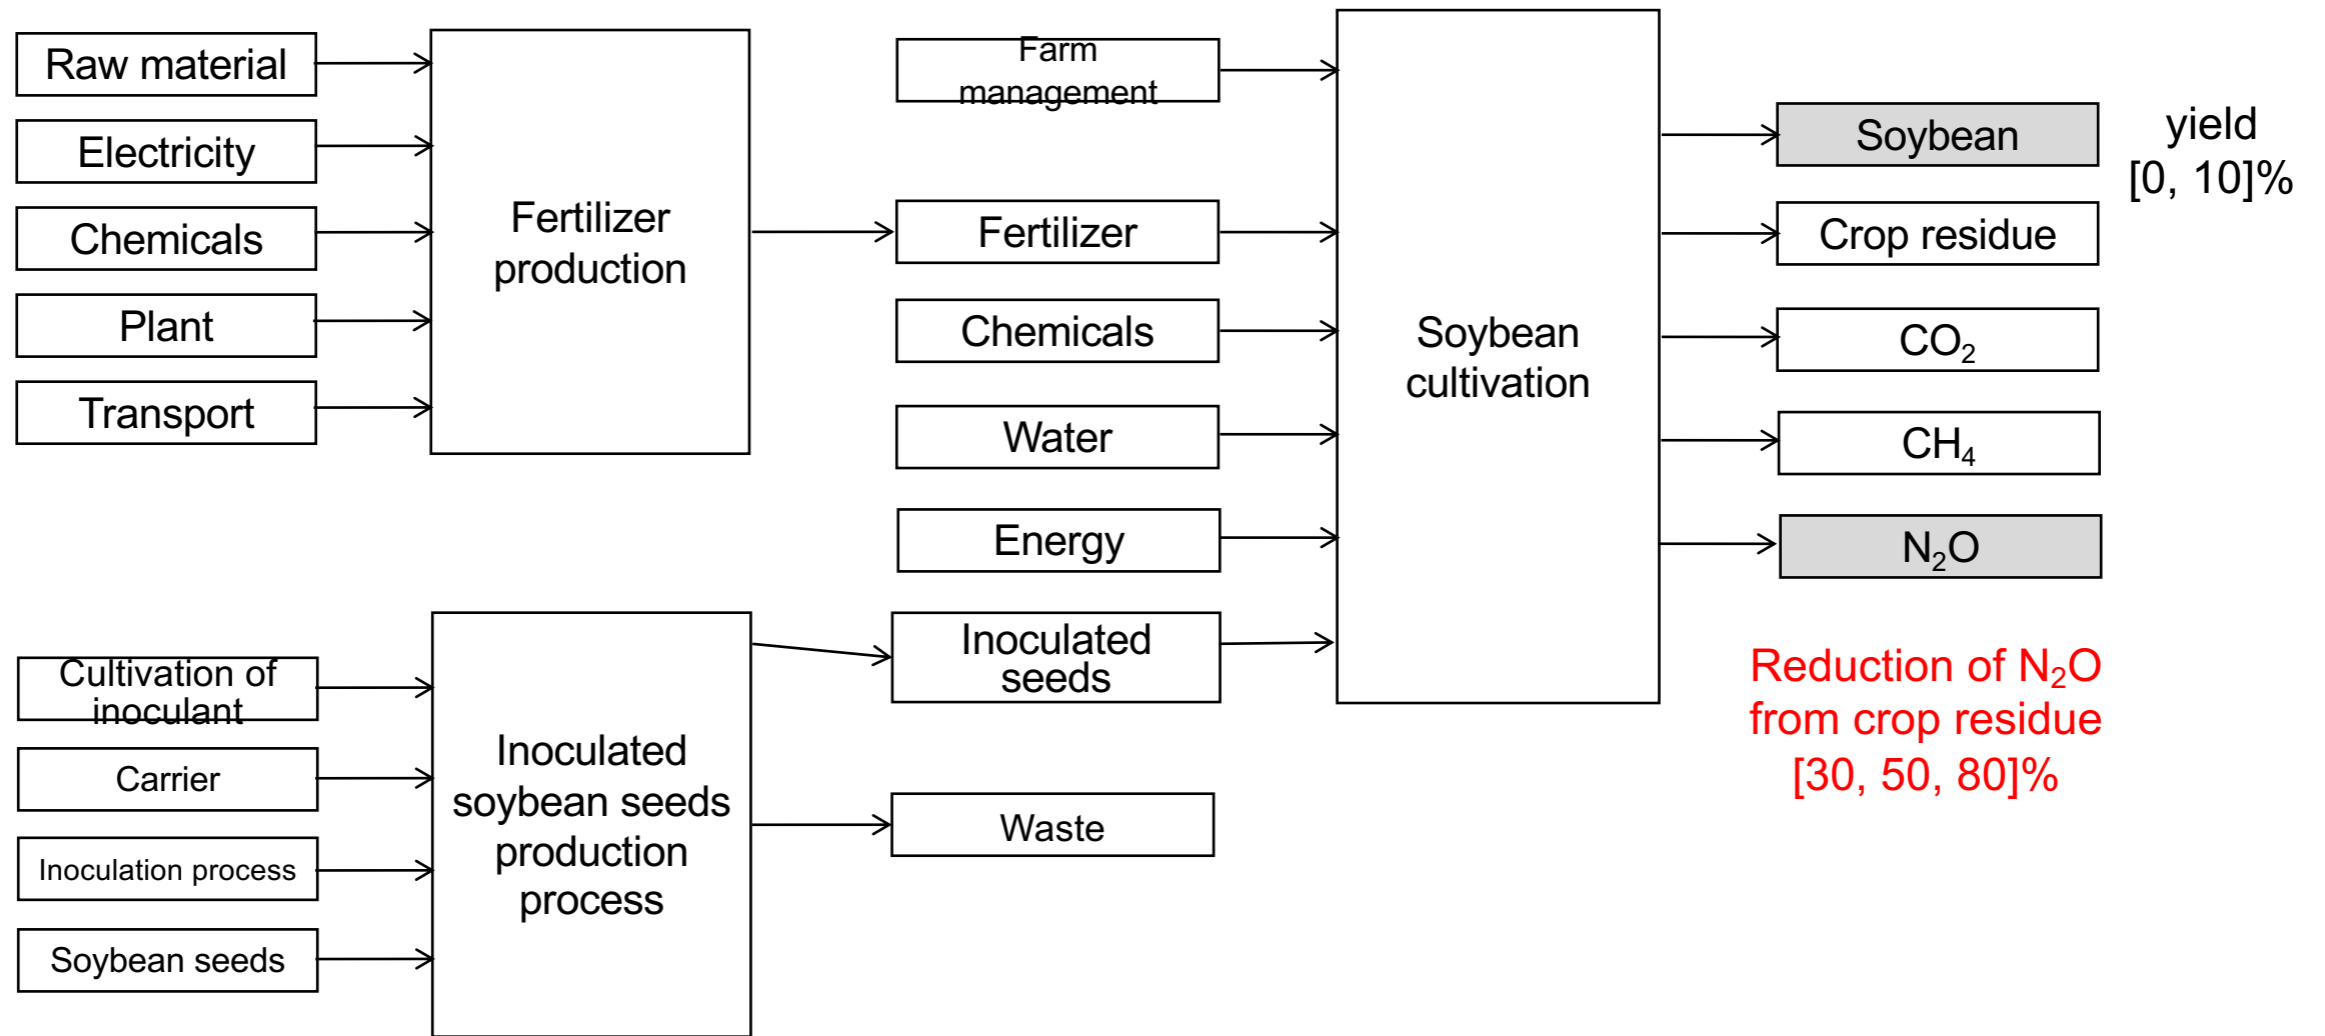 Raw material
Electricity
Chemicals
Plant
Transport
Fertilizer
production
Farm
management
Fertilizer
Chemicals
Water
Energy
Inoculated
seeds
Soybean
cultivation
Soybean
Crop residue
CO₂
CH₄
N₂O
yield
[0, 10]%
Reduction of N₂O
from crop residue
[30, 50, 80]%
Cultivation of
inoculant
Carrier
Inoculation process
Soybean seeds
Inoculated
soybean seeds
production
process
Waste